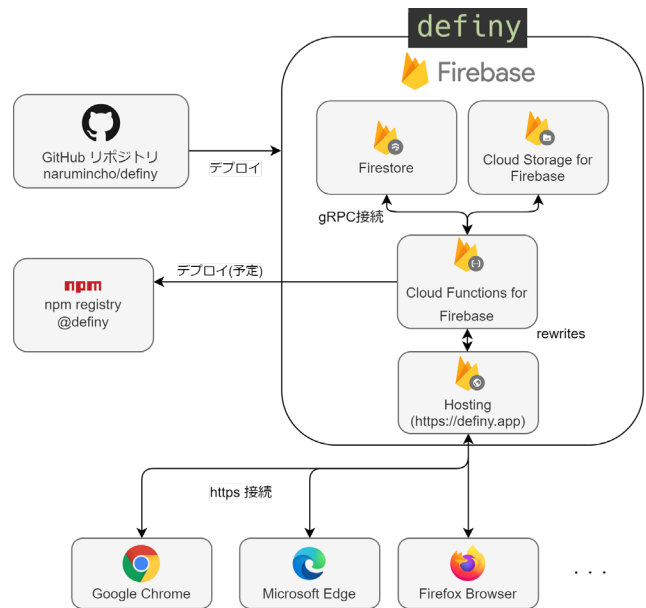 definy
Firebase
GitHub リポジトリ
narumincho/definy
デプロイ
Firestore
Cloud Storage for
Firebase
gRPC接続
デプロイ(予定)
npm
npm registry
@definy
Cloud Functions for
Firebase
rewrites
Hosting
(https://definy.app)
https 接続
Google Chrome
Microsoft Edge
Firefox Browser
. . .